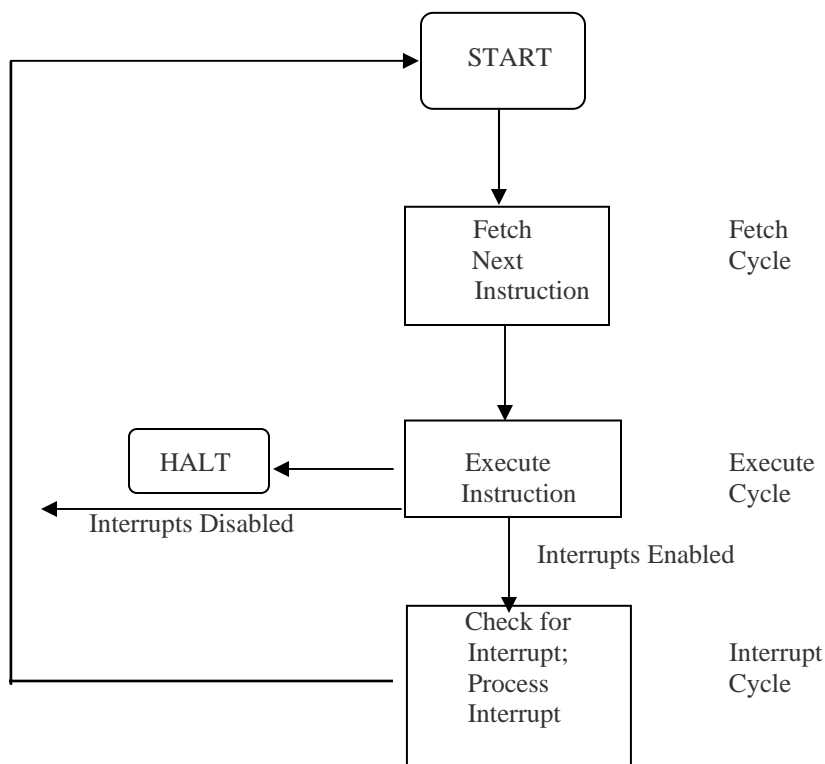 START
Fetch
Next
Instruction
Fetch
Cycle
HALT
Execute
Instruction
Execute
Cycle
Interrupts Disabled
Interrupts Enabled
Check for
Interrupt;
Process
Interrupt
Interrupt
Cycle